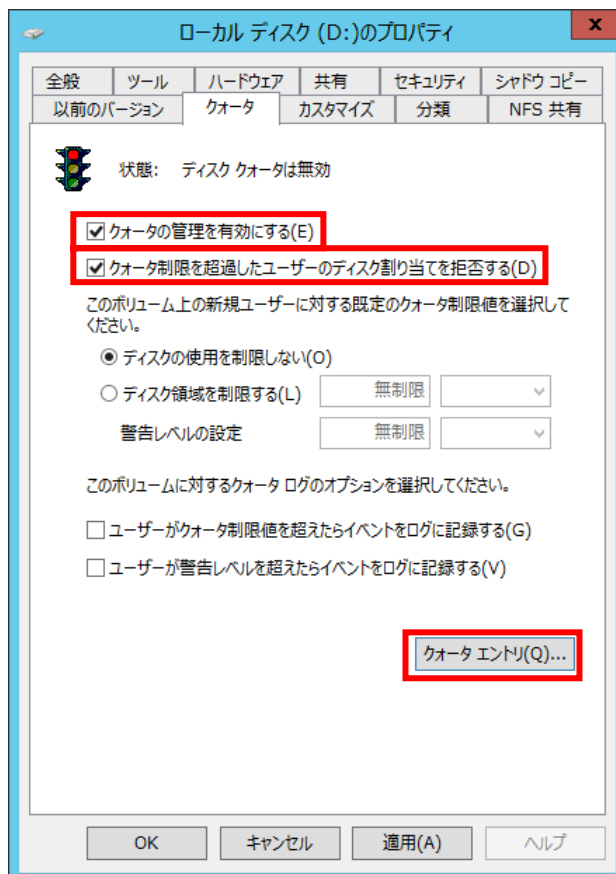 ローカル ディスク (D:)のプロパティ
x
全般 ツール ハードウェア 共有 セキュリティ シャドウ コピー
以前のバージョン クォータ カスタマイズ 分類 NFS 共有
状態: ディスク クォータは無効
クォータの管理を有効にする(E)
クォータ制限を超過したユーザーのディスク割り当てを拒否する(D)
このボリューム上の新規ユーザーに対する既定のクォータ制限値を選択して
ください。
ディスクの使用を制限しない(O)
ディスク領域を制限する(L) 無制限
警告レベルの設定 無制限
このボリュームに対するクォータ ログのオプションを選択してください。
ユーザーがクォータ制限値を超えたらイベントをログに記録する(G)
ユーザーが警告レベルを超えたらイベントをログに記録する(V)
クォータ エントリ(Q)...
OK キャンセル 適用(A) ヘルプ